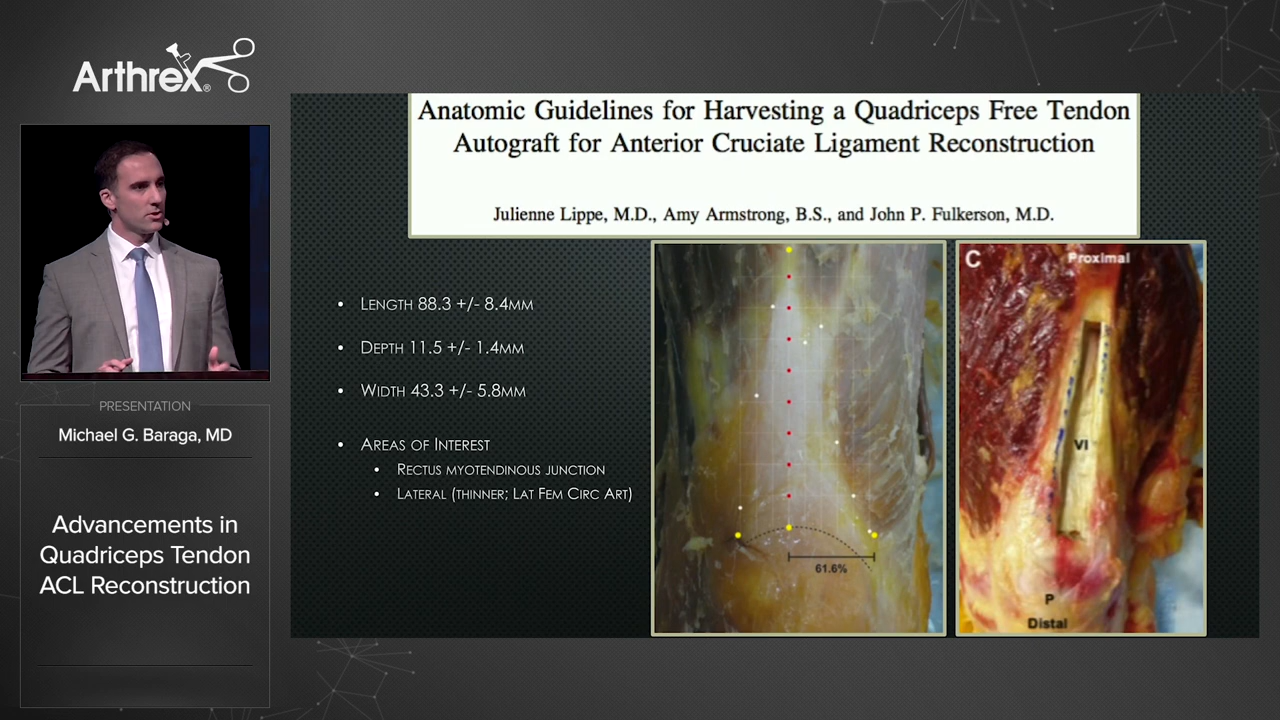 Arthrex®
PRESENTATION
Michael G. Baraga, MD
Advancements in
Quadriceps Tendon
ACL Reconstruction
Anatomic Guidelines for Harvesting a Quadriceps Free Tendon
Autograft for Anterior Cruciate Ligament Reconstruction
Julienne Lippe, M.D., Amy Armstrong, B.S., and John P. Fulkerson, M.D.
• LENGTH 88.3 +/- 8.4MM
• DEPTH 11.5 +/- 1.4MM
• WIDTH 43.3 +/- 5.8MM
• AREAS OF INTEREST
• RECTUS MYOTENDINOUS JUNCTION
• LATERAL (THINNER; LAT FEM CIRC ART)
61.6%
C
Proximal
VI
P
Distal